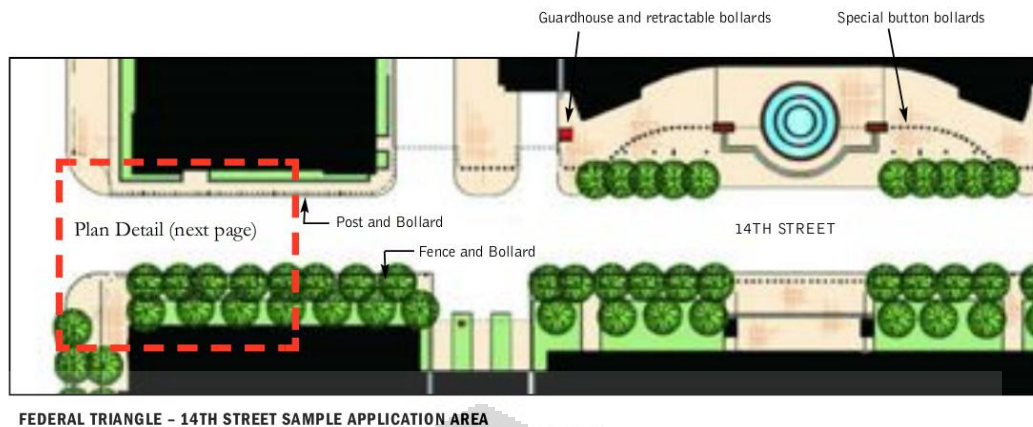 Guardhouse and retractable bollards
Special button bollards
Post and Bollard
Plan Detail (next page)
14TH STREET
Fence and Bollard
FEDERAL TRIANGLE – 14TH STREET SAMPLE APPLICATION AREA